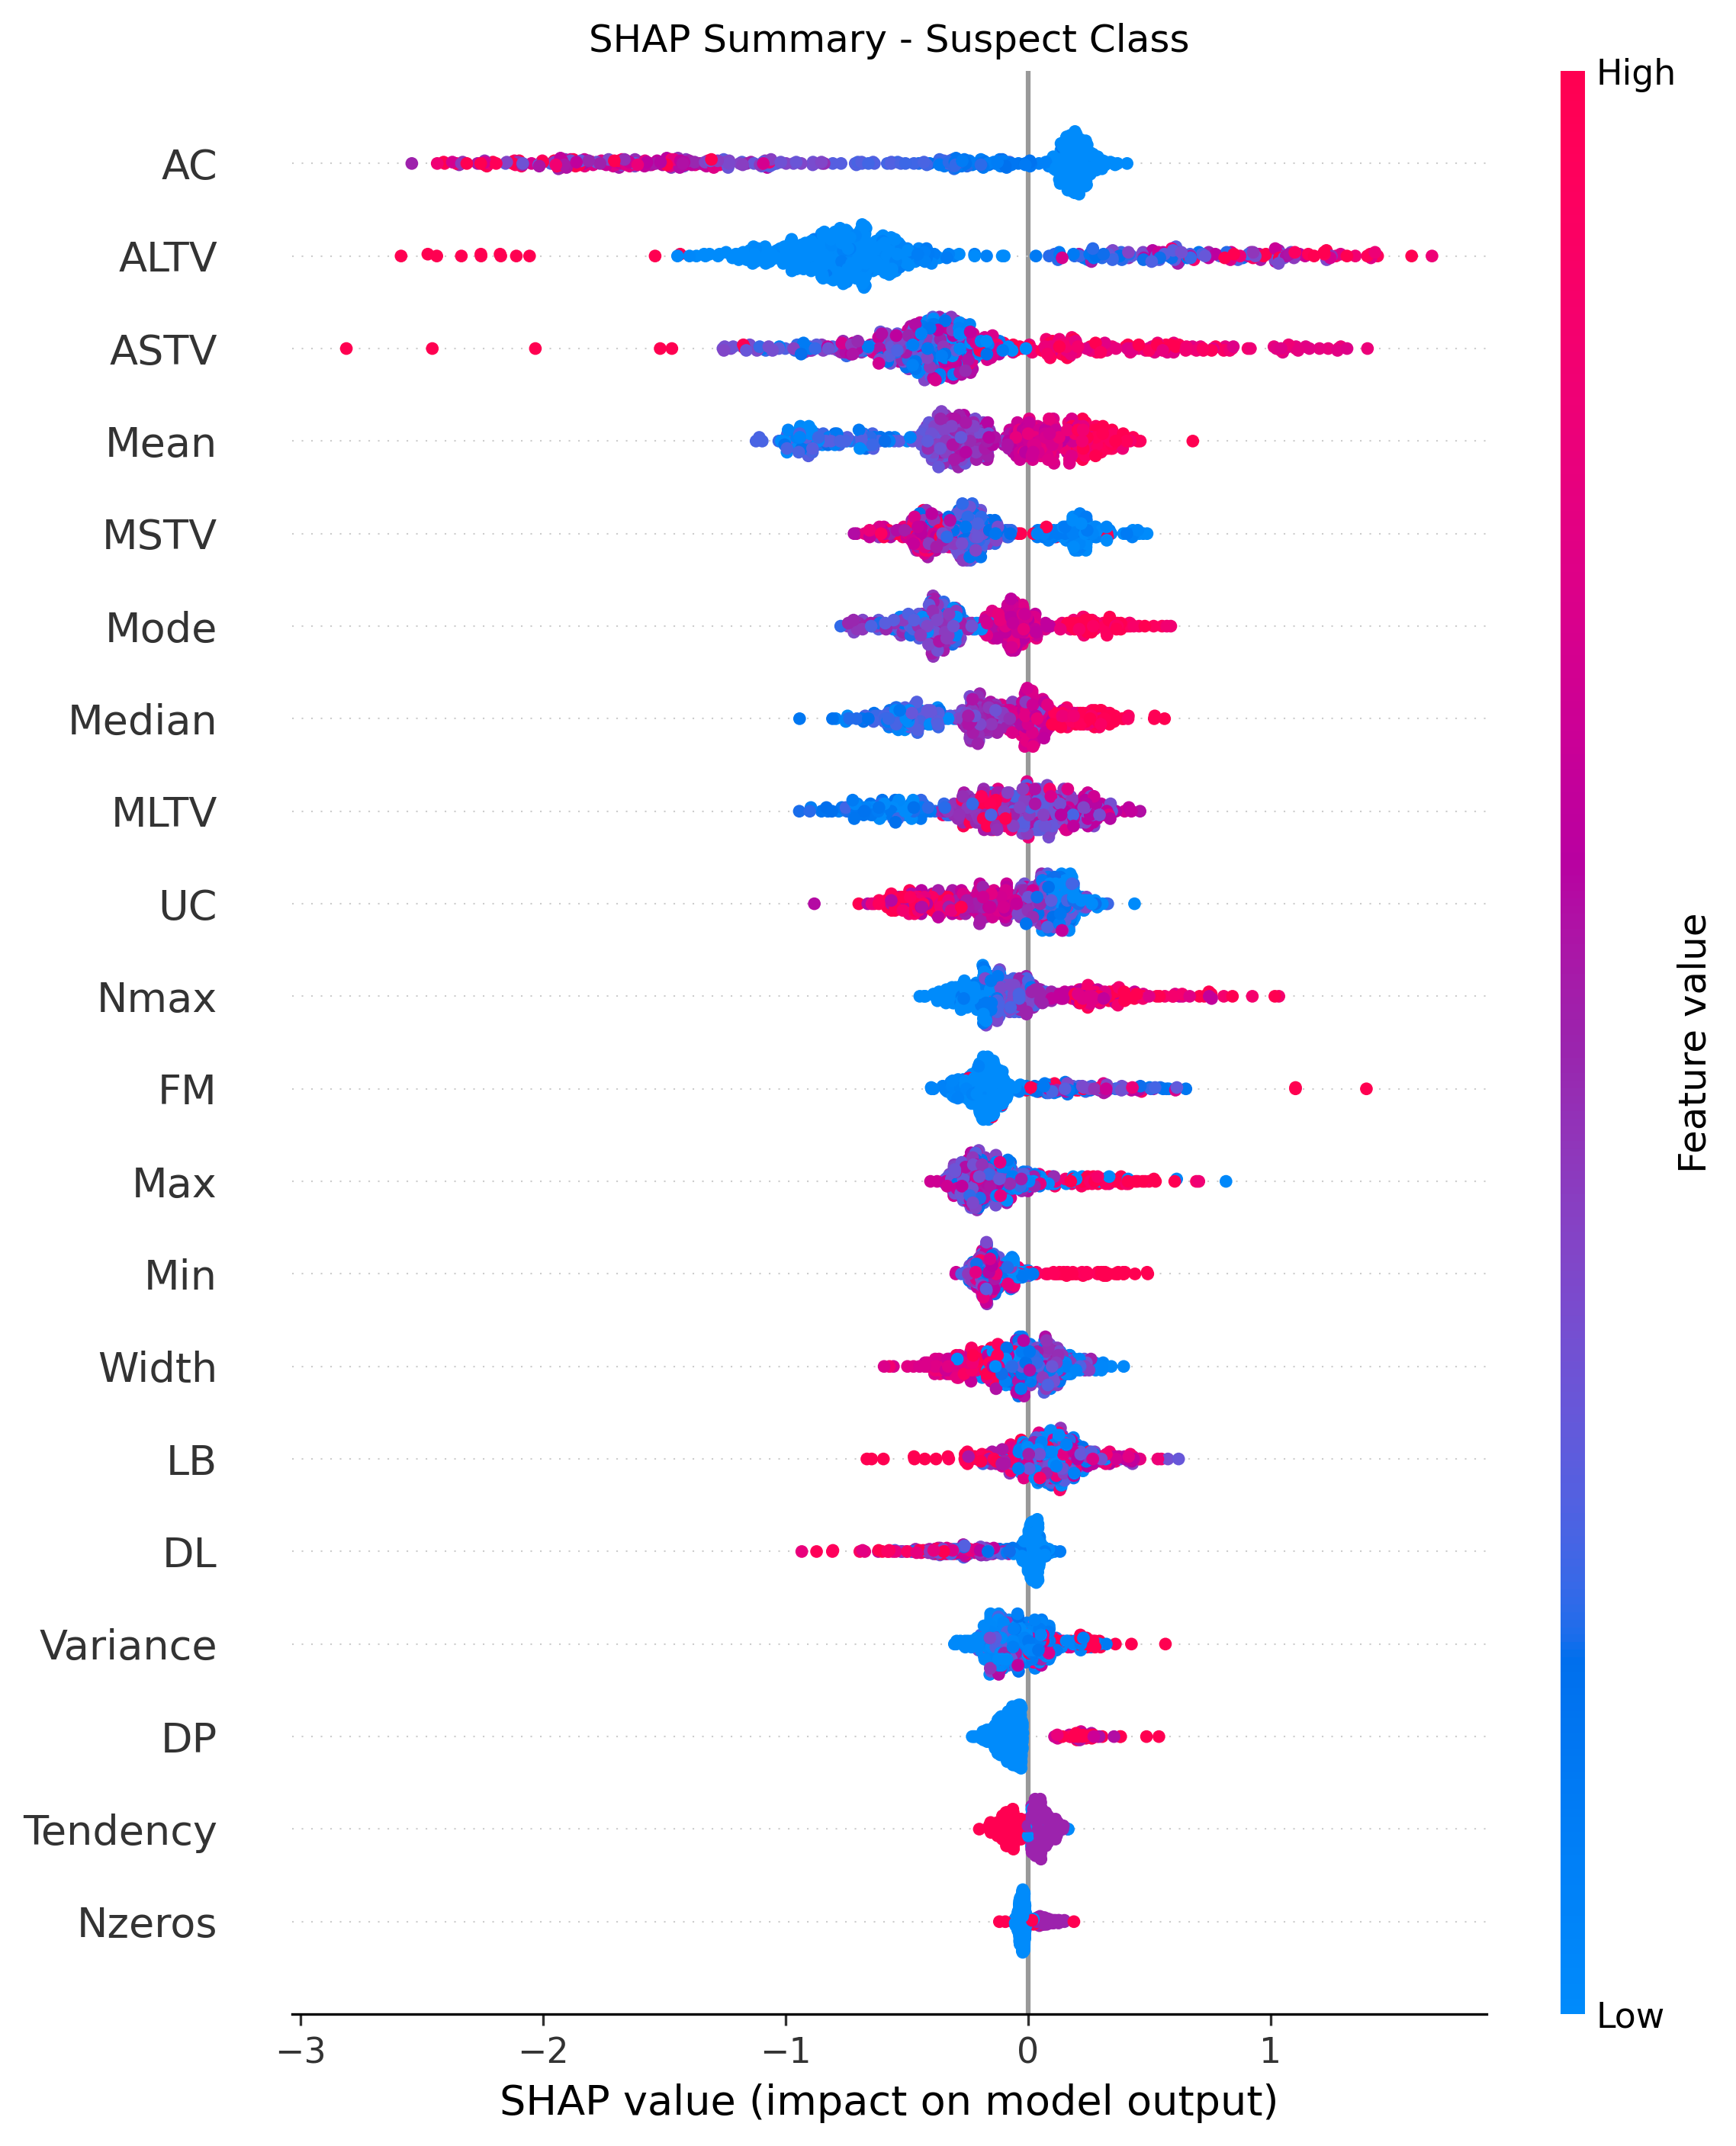 SHAP Summary - Suspect Class
High
AC
ALTV
ASTV
Mean
MSTV
Mode
Median
MLTV
UC
Nmax
FM
Max
Min
Width
LB
DL
Variance
DP
Tendency
Nzeros
Feature value
Low
−3 −2 −1 0 1
SHAP value (impact on model output)